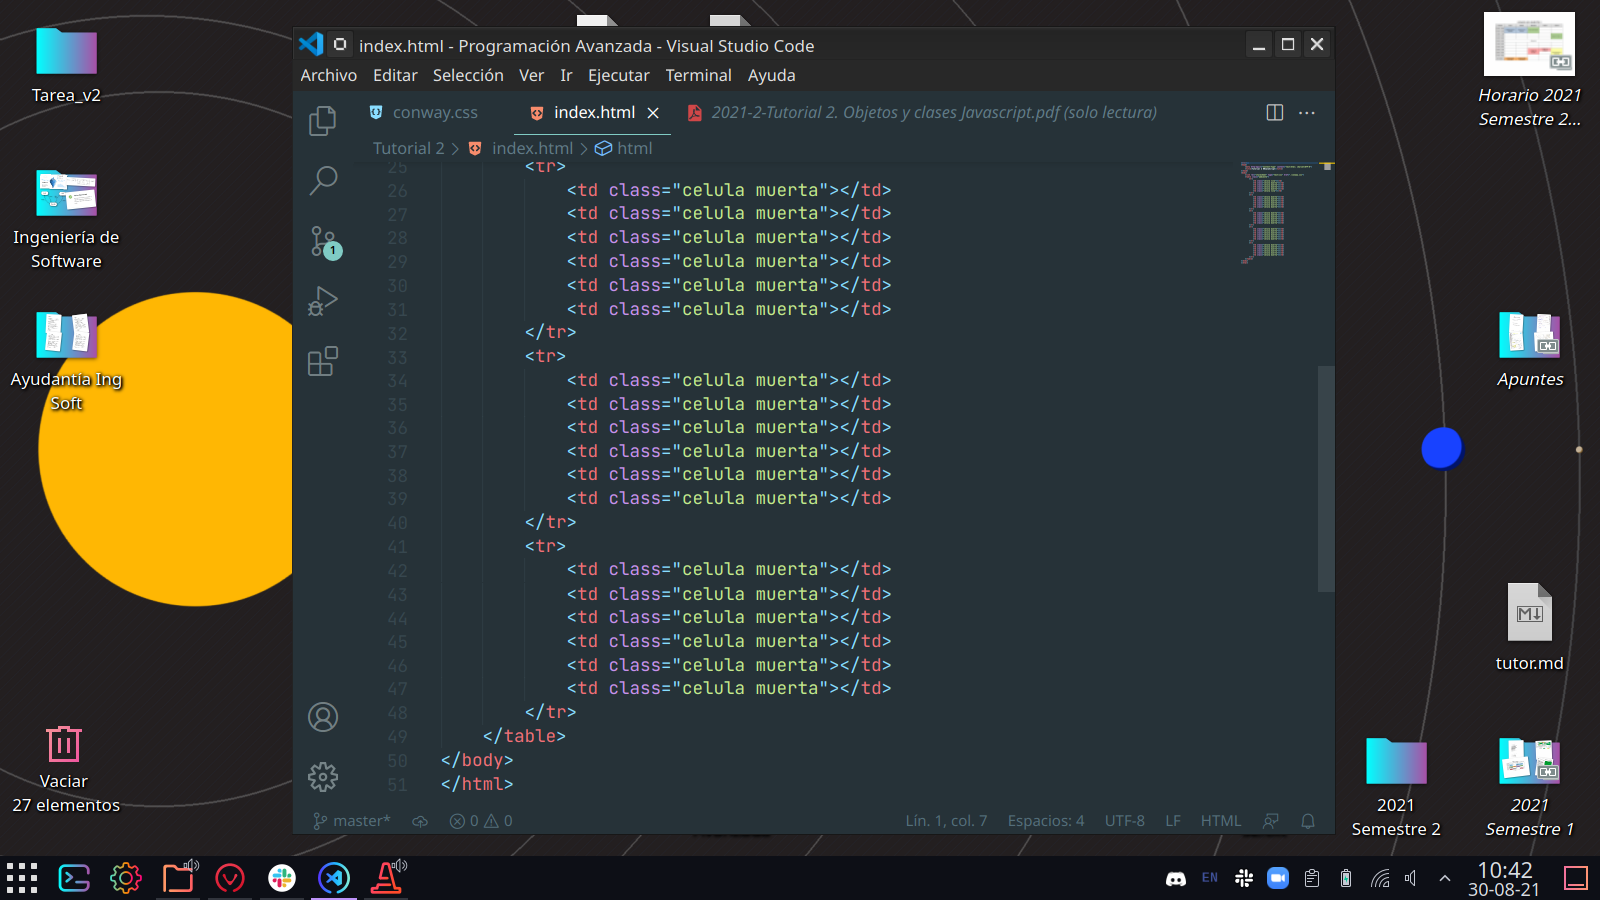 Tarea_v2
Ingeniería de
Software
Ayudantía Ing
Soft
Vaciar
27 elementos
index.html - Programación Avanzada - Visual Studio Code
Archivo Editar Selección Ver Ir Ejecutar Terminal Ayuda
conway.css index.html 2021-2-Tutorial 2. Objetos y clases Javascript.pdf (solo lectura)
Tutorial 2 > index.html > html
1
25 <tr>
26 <td class="celula muerta"></td>
27 <td class="celula muerta"></td>
28 <td class="celula muerta"></td>
29 <td class="celula muerta"></td>
30 <td class="celula muerta"></td>
31 <td class="celula muerta"></td>
32 </tr>
33 <tr>
34 <td class="celula muerta"></td>
35 <td class="celula muerta"></td>
36 <td class="celula muerta"></td>
37 <td class="celula muerta"></td>
38 <td class="celula muerta"></td>
39 <td class="celula muerta"></td>
40 </tr>
41 <tr>
42 <td class="celula muerta"></td>
43 <td class="celula muerta"></td>
44 <td class="celula muerta"></td>
45 <td class="celula muerta"></td>
46 <td class="celula muerta"></td>
47 <td class="celula muerta"></td>
48 </tr>
49 </table>
50 </body>
51 </html>
master* 0 0 Lín. 1, col. 7 Espacios: 4 UTF-8 LF HTML
Horario 2021
Semestre 2...
Apuntes
tutor.md
2021
Semestre 2
2021
Semestre 1
EN
10:42
30-08-21